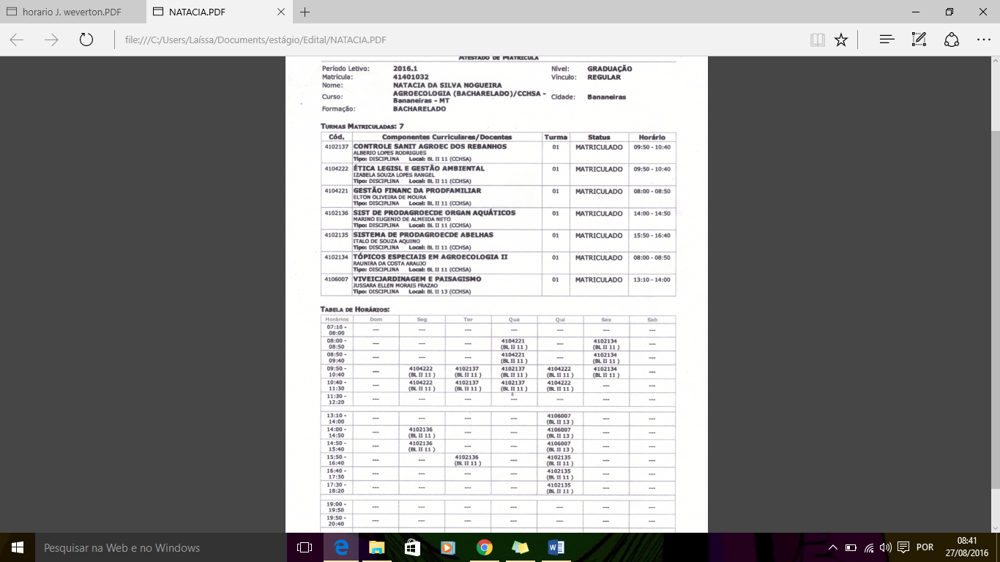 horario J. weverton.PDF
NATACIA.PDF
file:///C:/Users/Laíssa/Documents/estágio/Edital/NATACIA.PDF
ATESTADO DE MATRÍCULA
Período Letivo: 2016.1 Nível: GRADUAÇÃO
Matrícula: 41401032 Vínculo: REGULAR
Nome: NATACIA DA SILVA NOGUEIRA
Curso: AGROECOLOGIA (BACHARELADO)/CCHSA - Bananeiras - MT Cidade: Bananeiras
Formação: BACHARELADO
TURMAS MATRICULADAS: 7
Cód. Componentes Curriculares/Docentes Turma Status Horário
4102137 CONTROLE SANIT AGROEC DOS REBANHOS 01 MATRICULADO 09:50 - 10:40
ALBERIO LOPES RODRIGUES
Tipo: DISCIPLINA Local: BL II 11 (CCHSA)
4104222 ÉTICA LEGISL E GESTÃO AMBIENTAL 01 MATRICULADO 09:50 - 10:40
IZABELA SOUZA LOPES RANGEL
Tipo: DISCIPLINA Local: BL II 11 (CCHSA)
4104221 GESTÃO FINANC DA PRODFAMILIAR 01 MATRICULADO 08:00 - 08:50
ELTON OLIVEIRA DE MOURA
Tipo: DISCIPLINA Local: BL II 11 (CCHSA)
4102136 SIST DE PRODAGROECDE ORGAN AQUÁTICOS 01 MATRICULADO 14:00 - 14:50
MARINO EUGENIO DE ALMEIDA NETO
Tipo: DISCIPLINA Local: BL II 11 (CCHSA)
4102135 SISTEMA DE PRODAGROECDE ABELHAS 01 MATRICULADO 15:50 - 16:40
ITALO DE SOUZA AQUINO
Tipo: DISCIPLINA Local: BL II 11 (CCHSA)
4102134 TÓPICOS ESPECIAIS EM AGROECOLOGIA II 01 MATRICULADO 08:00 - 08:50
RAUNIRA DA COSTA ARAUJO
Tipo: DISCIPLINA Local: BL II 11 (CCHSA)
4106007 VIVEICJARDINAGEM E PAISAGISMO 01 MATRICULADO 13:10 - 14:00
JUSSARA ELLEN MORAIS FRAZAO
Tipo: DISCIPLINA Local: BL II 13 (CCHSA)
TABELA DE HORÁRIOS:
Horários Dom Seg Ter Qua Qui Sex Sab
07:10 - 08:00 --- --- --- --- --- --- ---
08:00 - 08:50 --- --- --- 4104221 (BL II 11 ) --- 4102134 (BL II 11 ) ---
08:50 - 09:40 --- --- --- 4104221 (BL II 11 ) --- 4102134 (BL II 11 ) ---
09:50 - 10:40 --- 4104222 (BL II 11 ) 4102137 (BL II 11 ) 4102137 (BL II 11 ) 4104222 (BL II 11 ) 4102134 (BL II 11 ) ---
10:40 - 11:30 --- 4104222 (BL II 11 ) 4102137 (BL II 11 ) 4102137 (BL II 11 ) 4104222 (BL II 11 ) --- ---
11:30 - 12:20 --- --- --- --- --- --- ---
13:10 - 14:00 --- --- --- --- 4106007 (BL II 13 ) --- ---
14:00 - 14:50 --- 4102136 (BL II 11 ) --- --- 4106007 (BL II 13 ) --- ---
14:50 - 15:40 --- 4102136 (BL II 11 ) --- --- 4106007 (BL II 13 ) --- ---
15:50 - 16:40 --- --- 4102136 (BL II 11 ) --- 4102135 (BL II 11 ) --- ---
16:40 - 17:30 --- --- --- --- 4102135 (BL II 11 ) --- ---
17:30 - 18:20 --- --- --- --- 4102135 (BL II 11 ) --- ---
19:00 - 19:50 --- --- --- --- --- --- ---
19:50 - 20:40 --- --- --- --- --- --- ---
Pesquisar na Web e no Windows
POR
08:41
27/08/2016